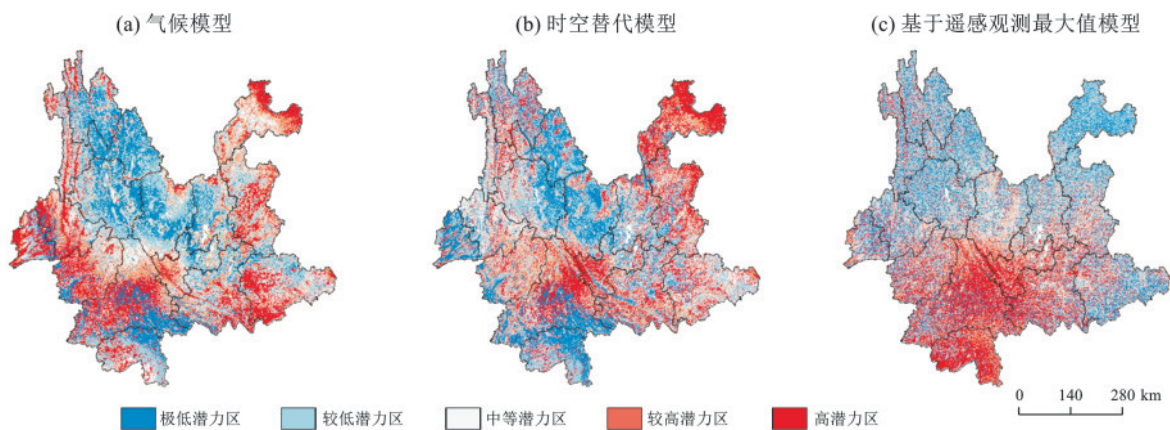 (a) 气候模型
(b) 时空替代模型
(c) 基于遥感观测最大值模型
0 140 280 km
极低潜力区 较低潜力区 中等潜力区 较高潜力区 高潜力区